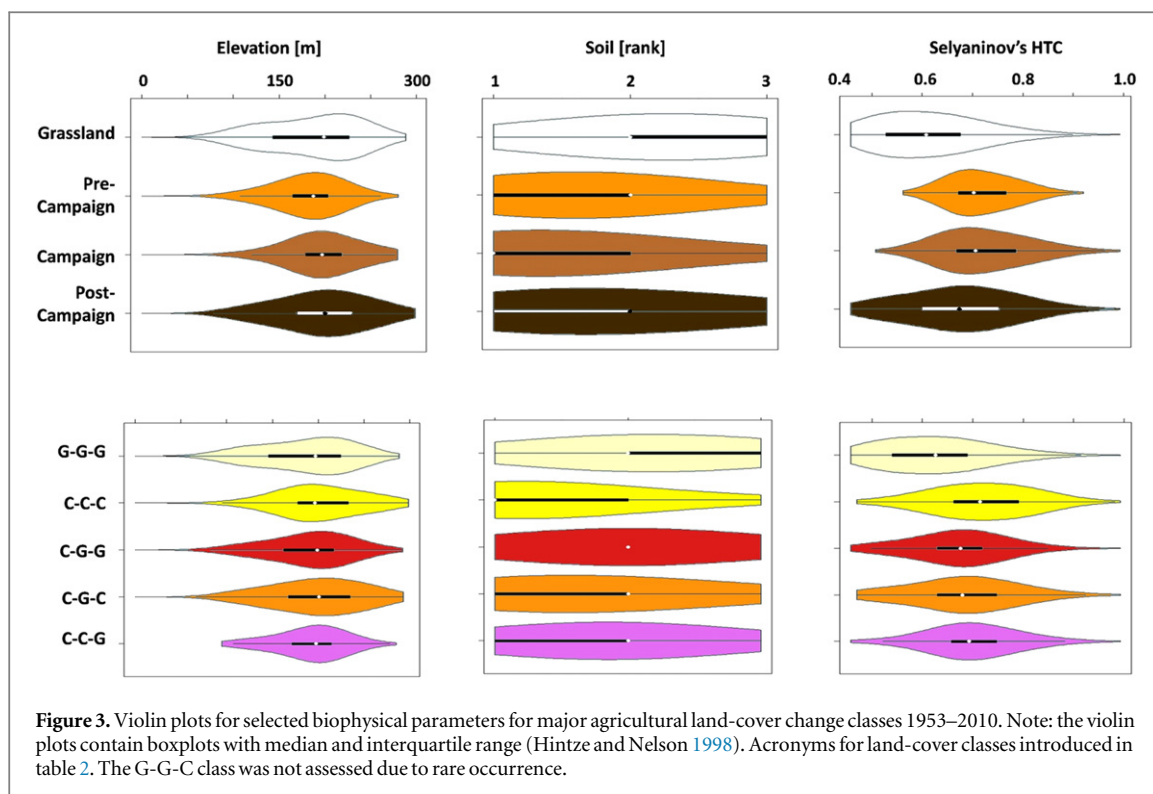 Elevation [m] Soil [rank] Selyaninov's HTC
0 150 300 1 2 3 0.4 0.6 0.8 1.0
Grassland
Pre-
Campaign
Campaign
Post-
Campaign
G-G-G
C-C-C
C-G-G
C-G-C
C-C-G
Figure 3. Violin plots for selected biophysical parameters for major agricultural land-cover change classes 1953–2010. Note: the violin
plots contain boxplots with median and interquartile range (Hintze and Nelson 1998). Acronyms for land-cover classes introduced in
table 2. The G-G-C class was not assessed due to rare occurrence.